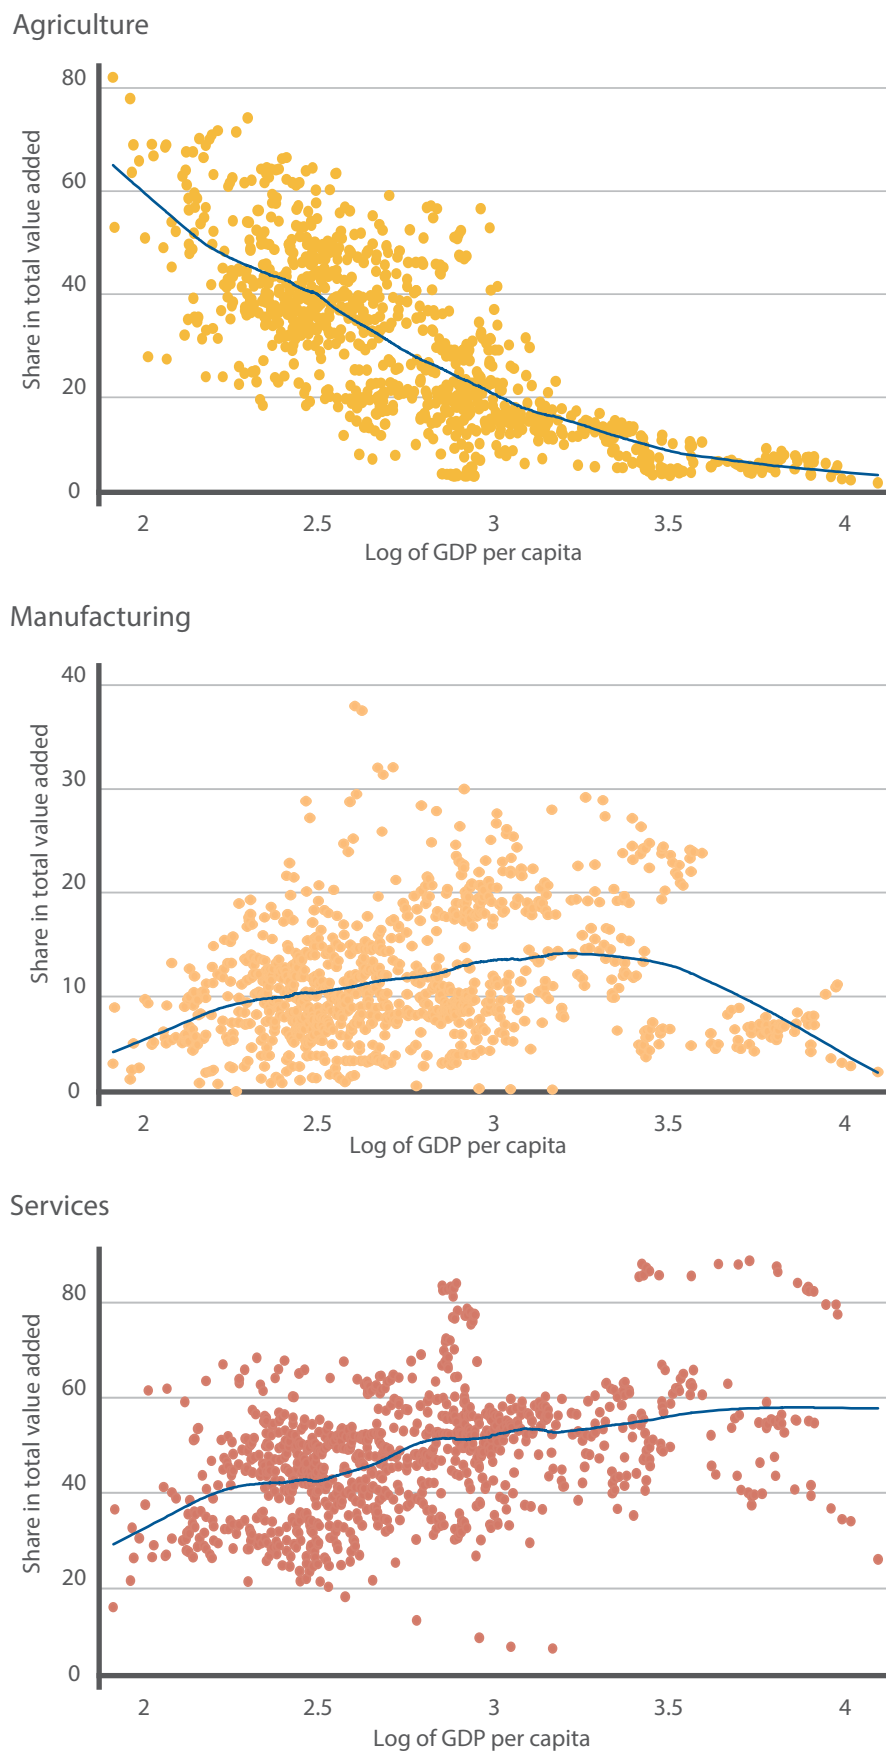 Agriculture
Share in total value added
80
60
40
20
0
2 2.5 3 3.5 4
Log of GDP per capita
Manufacturing
Share in total value added
40
30
20
10
0
2 2.5 3 3.5 4
Log of GDP per capita
Services
Share in total value added
80
60
40
20
0
2 2.5 3 3.5 4
Log of GDP per capita